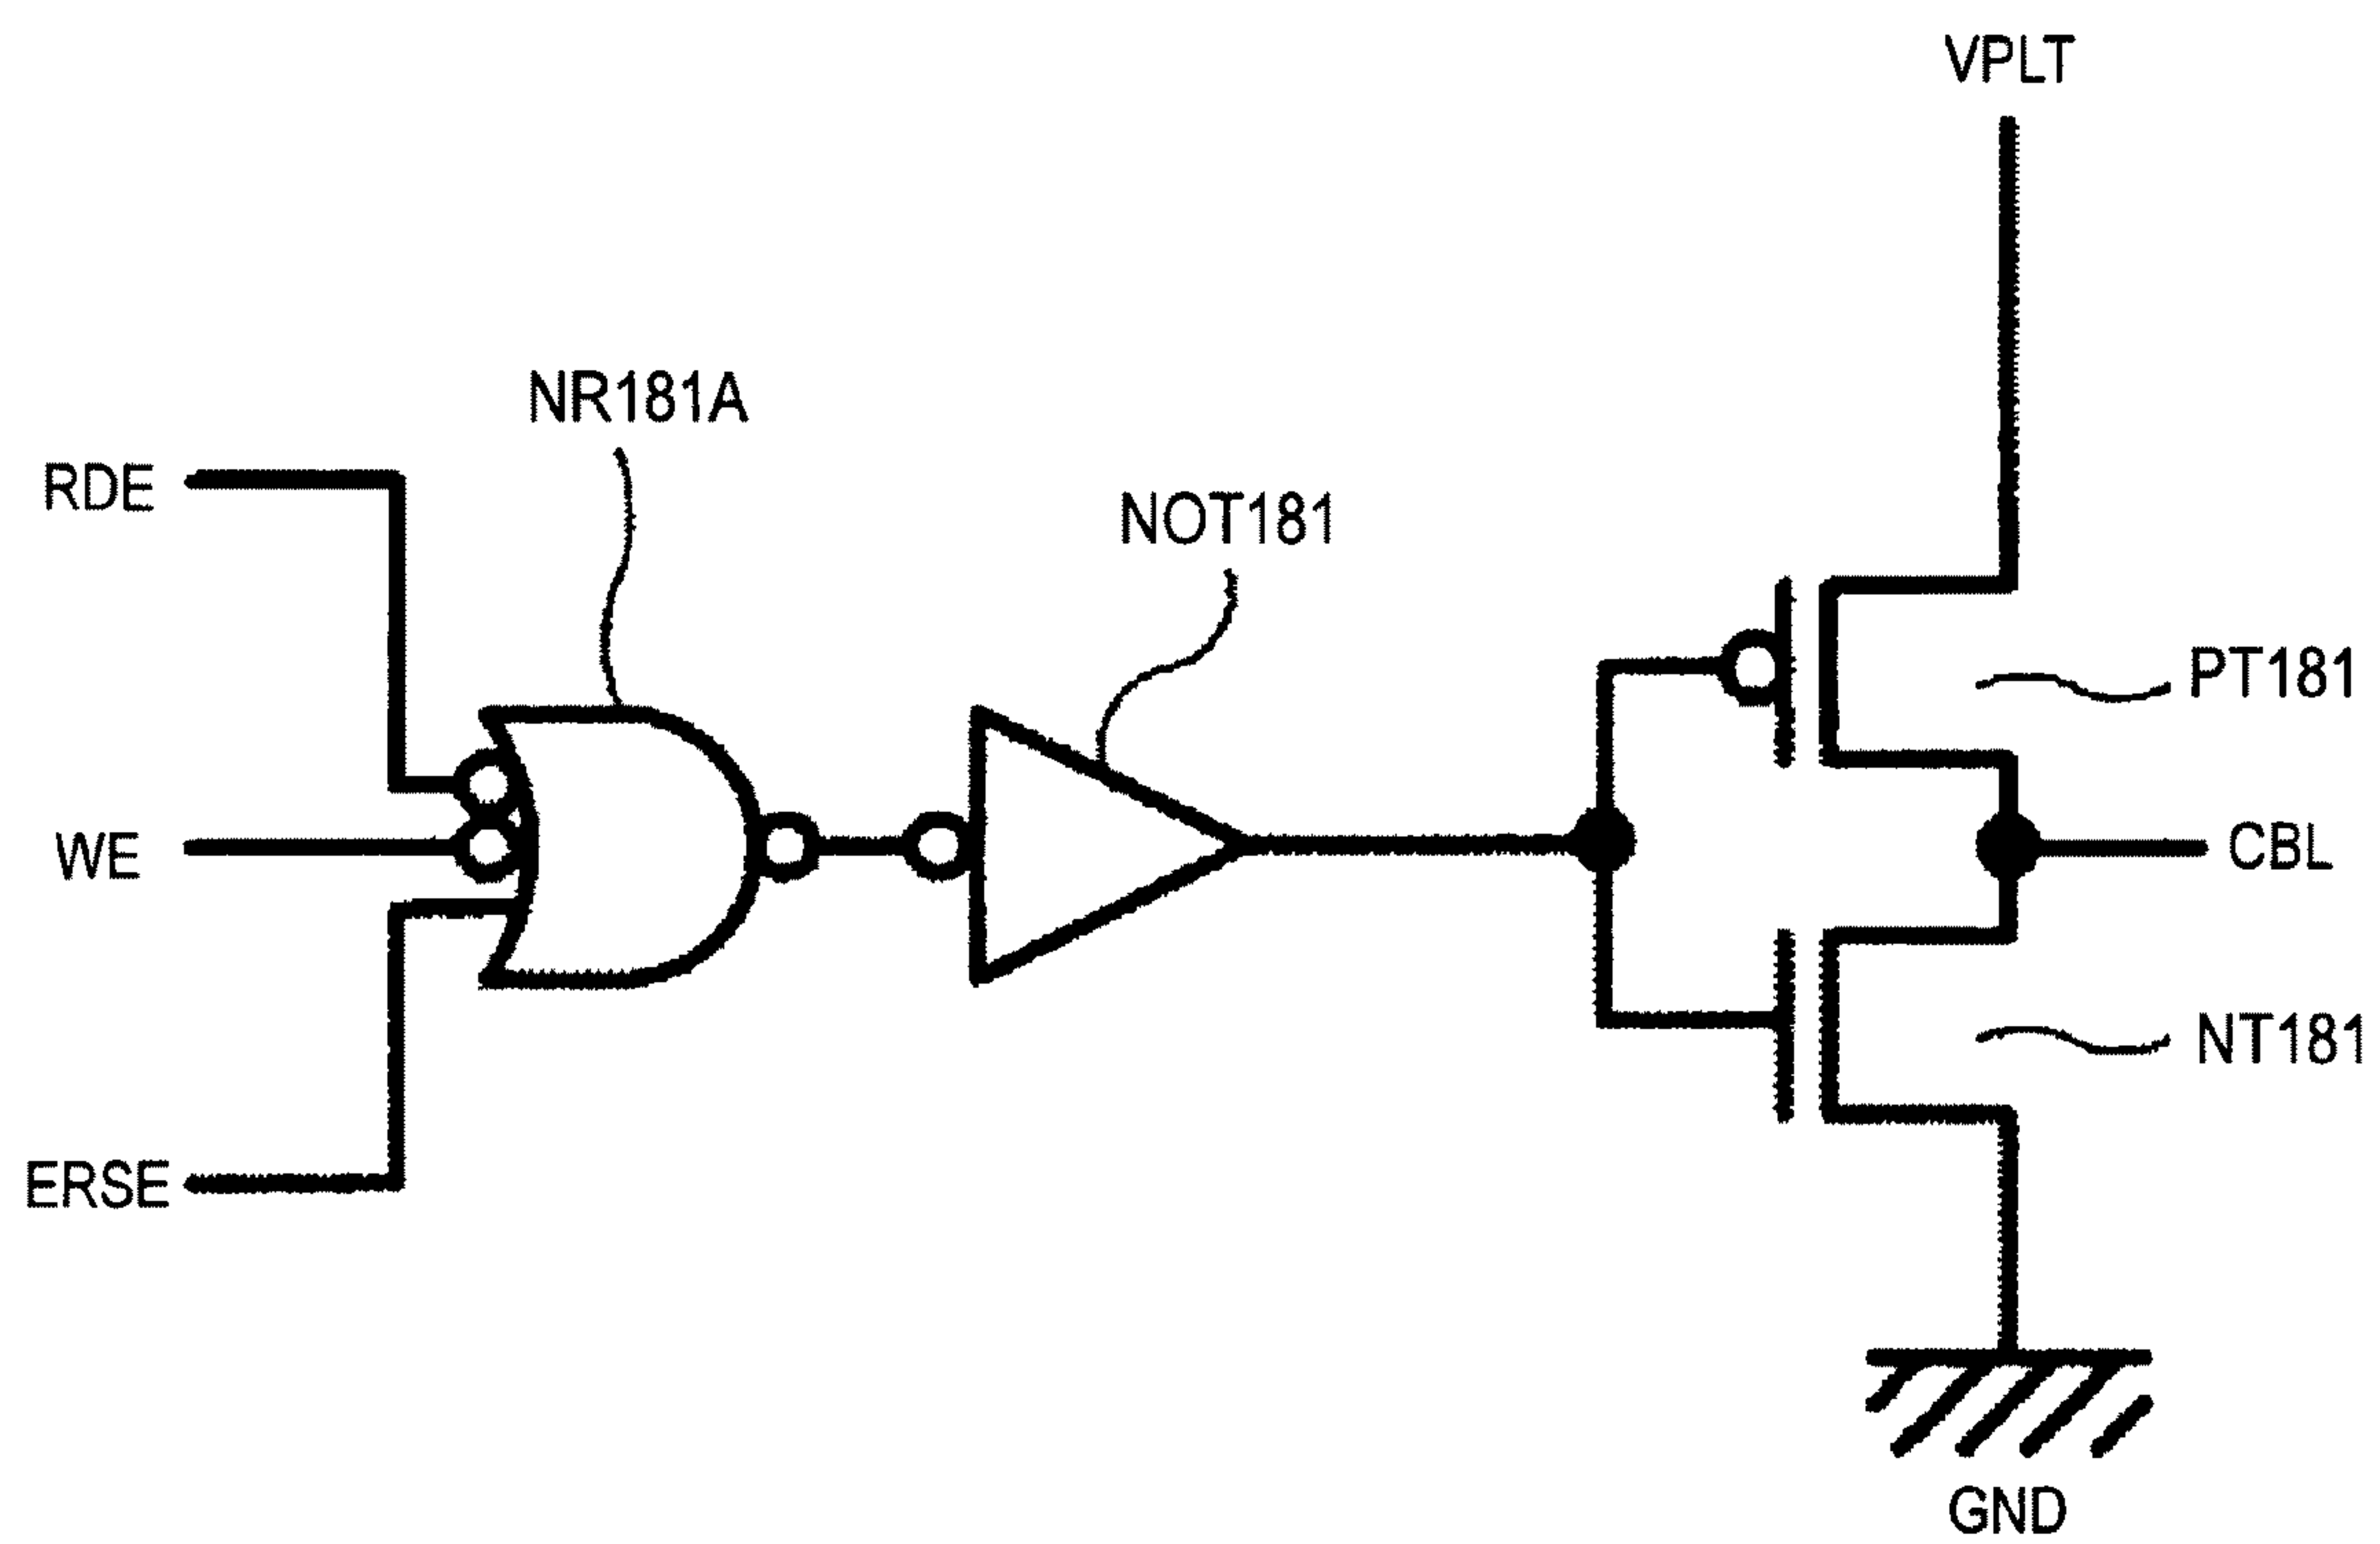 VPLT
NR181A
RDE
NOT181
PT181
WE
CBL
NT181
ERSE
GND